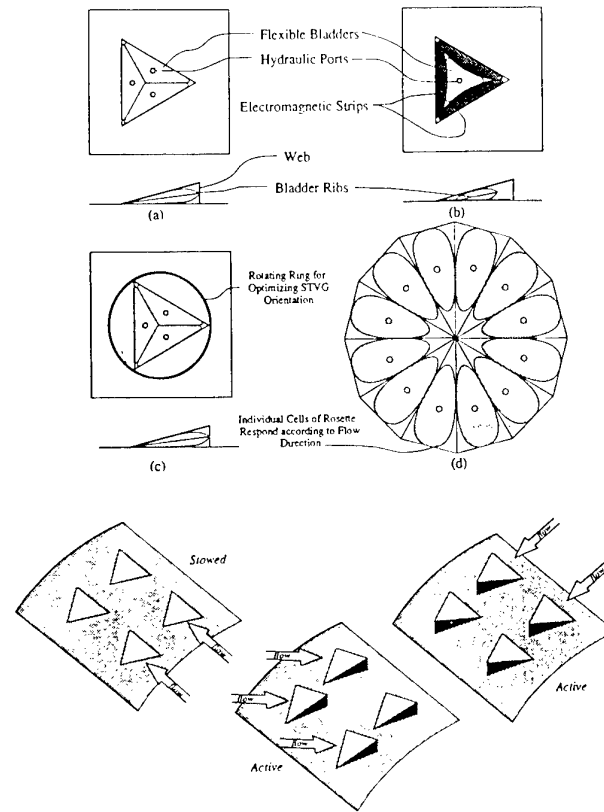 Flexible Bladders
Hydraulic Ports
Electromagnetic Strips
Web
Bladder Ribs
(a)
(b)
Rotating Ring for
Optimizing STVG
Orientation
Individual Cells of Rosette
Respond according to Flow
Direction
(c)
(d)
Stowed
flow
flow
flow
flow
flow
Active
flow
flow
Active